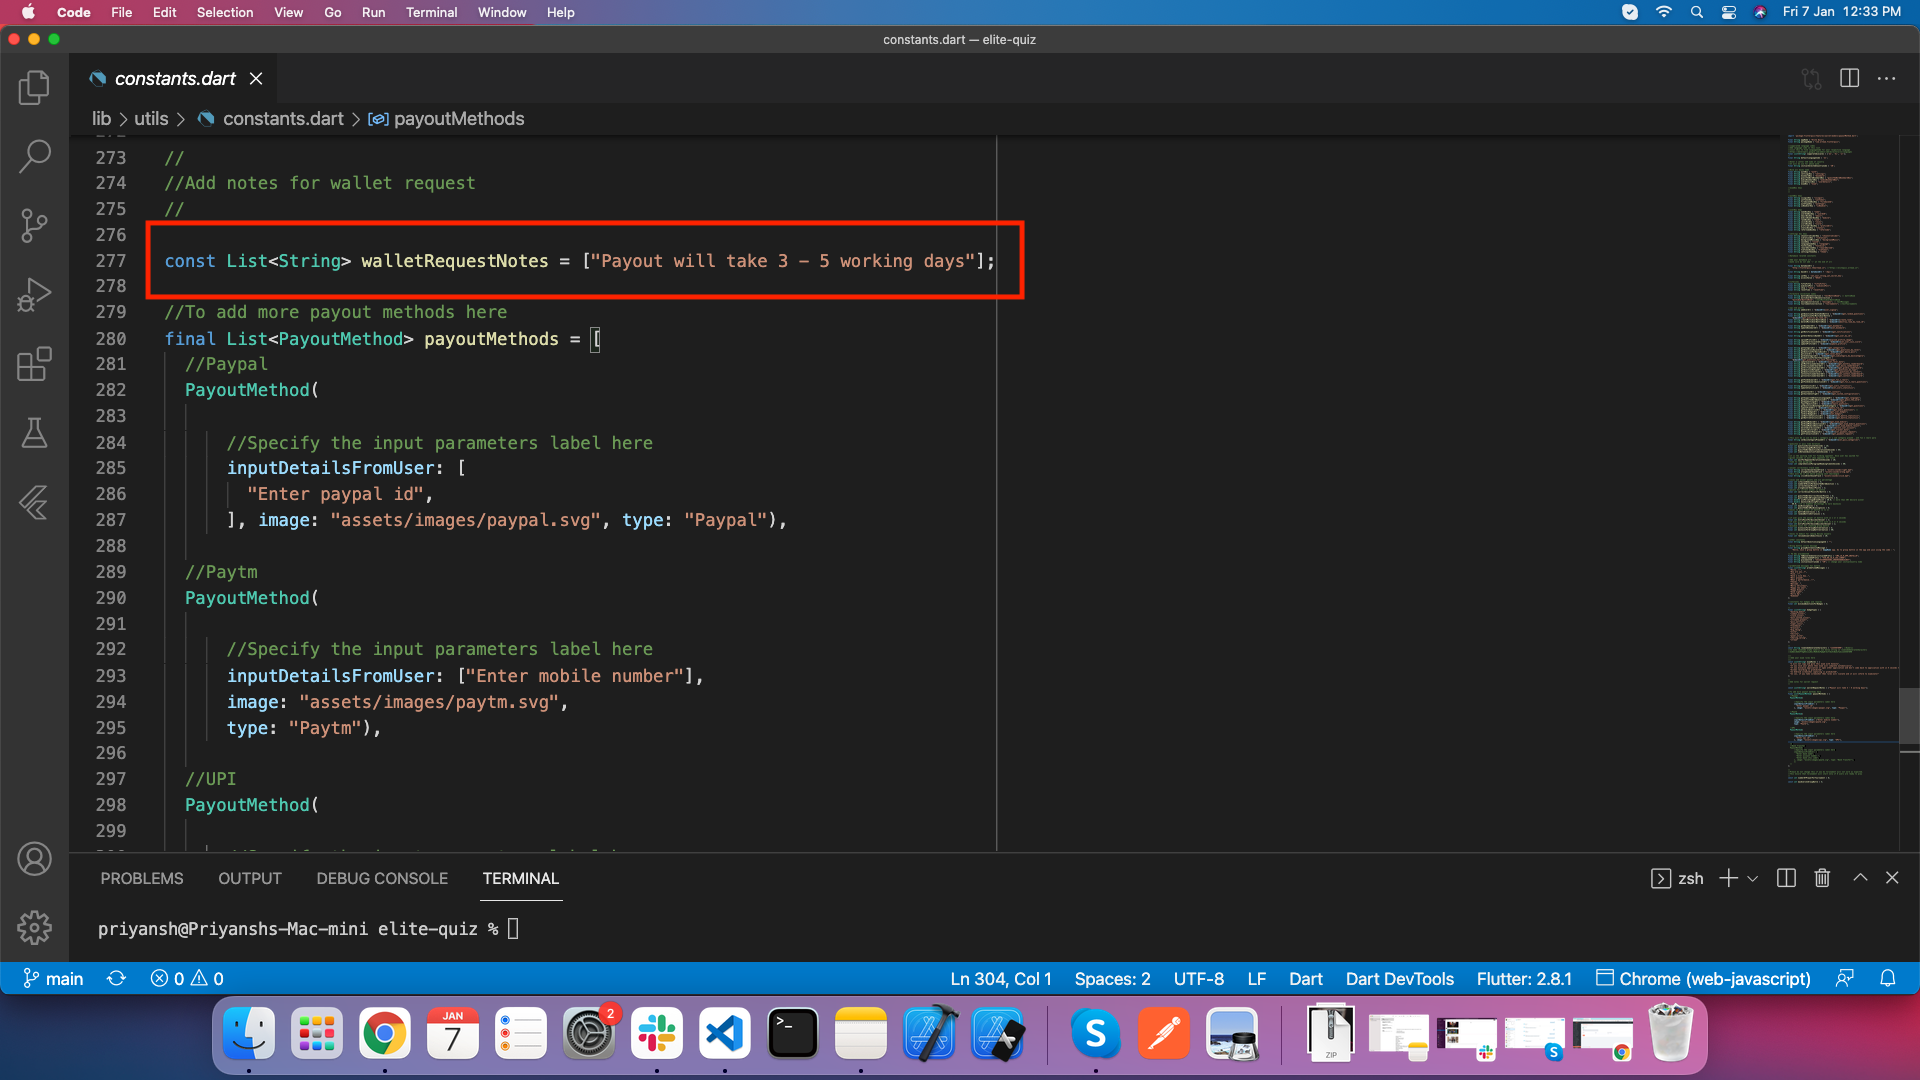 Code File Edit Selection View Go Run Terminal Window Help Fri 7 Jan 12:33 PM
constants.dart — elite-quiz
constants.dart
lib > utils > constants.dart > payoutMethods
273 //
274 //Add notes for wallet request
275 //
276
277 const List<String> walletRequestNotes = ["Payout will take 3 - 5 working days"];
278
279 //To add more payout methods here
280 final List<PayoutMethod> payoutMethods = [
281 //Paypal
282 PayoutMethod(
283
284 //Specify the input parameters label here
285 inputDetailsFromUser: [
286 "Enter paypal id",
287 ], image: "assets/images/paypal.svg", type: "Paypal"),
288
289 //Paytm
290 PayoutMethod(
291
292 //Specify the input parameters label here
293 inputDetailsFromUser: ["Enter mobile number"],
294 image: "assets/images/paytm.svg",
295 type: "Paytm"),
296
297 //UPI
298 PayoutMethod(
299
PROBLEMS OUTPUT DEBUG CONSOLE TERMINAL zsh
priyansh@Priyanshs-Mac-mini elite-quiz %
main 0 0 Ln 304, Col 1 Spaces: 2 UTF-8 LF Dart Dart DevTools Flutter: 2.8.1 Chrome (web-javascript)
JAN
7
2
ZIP